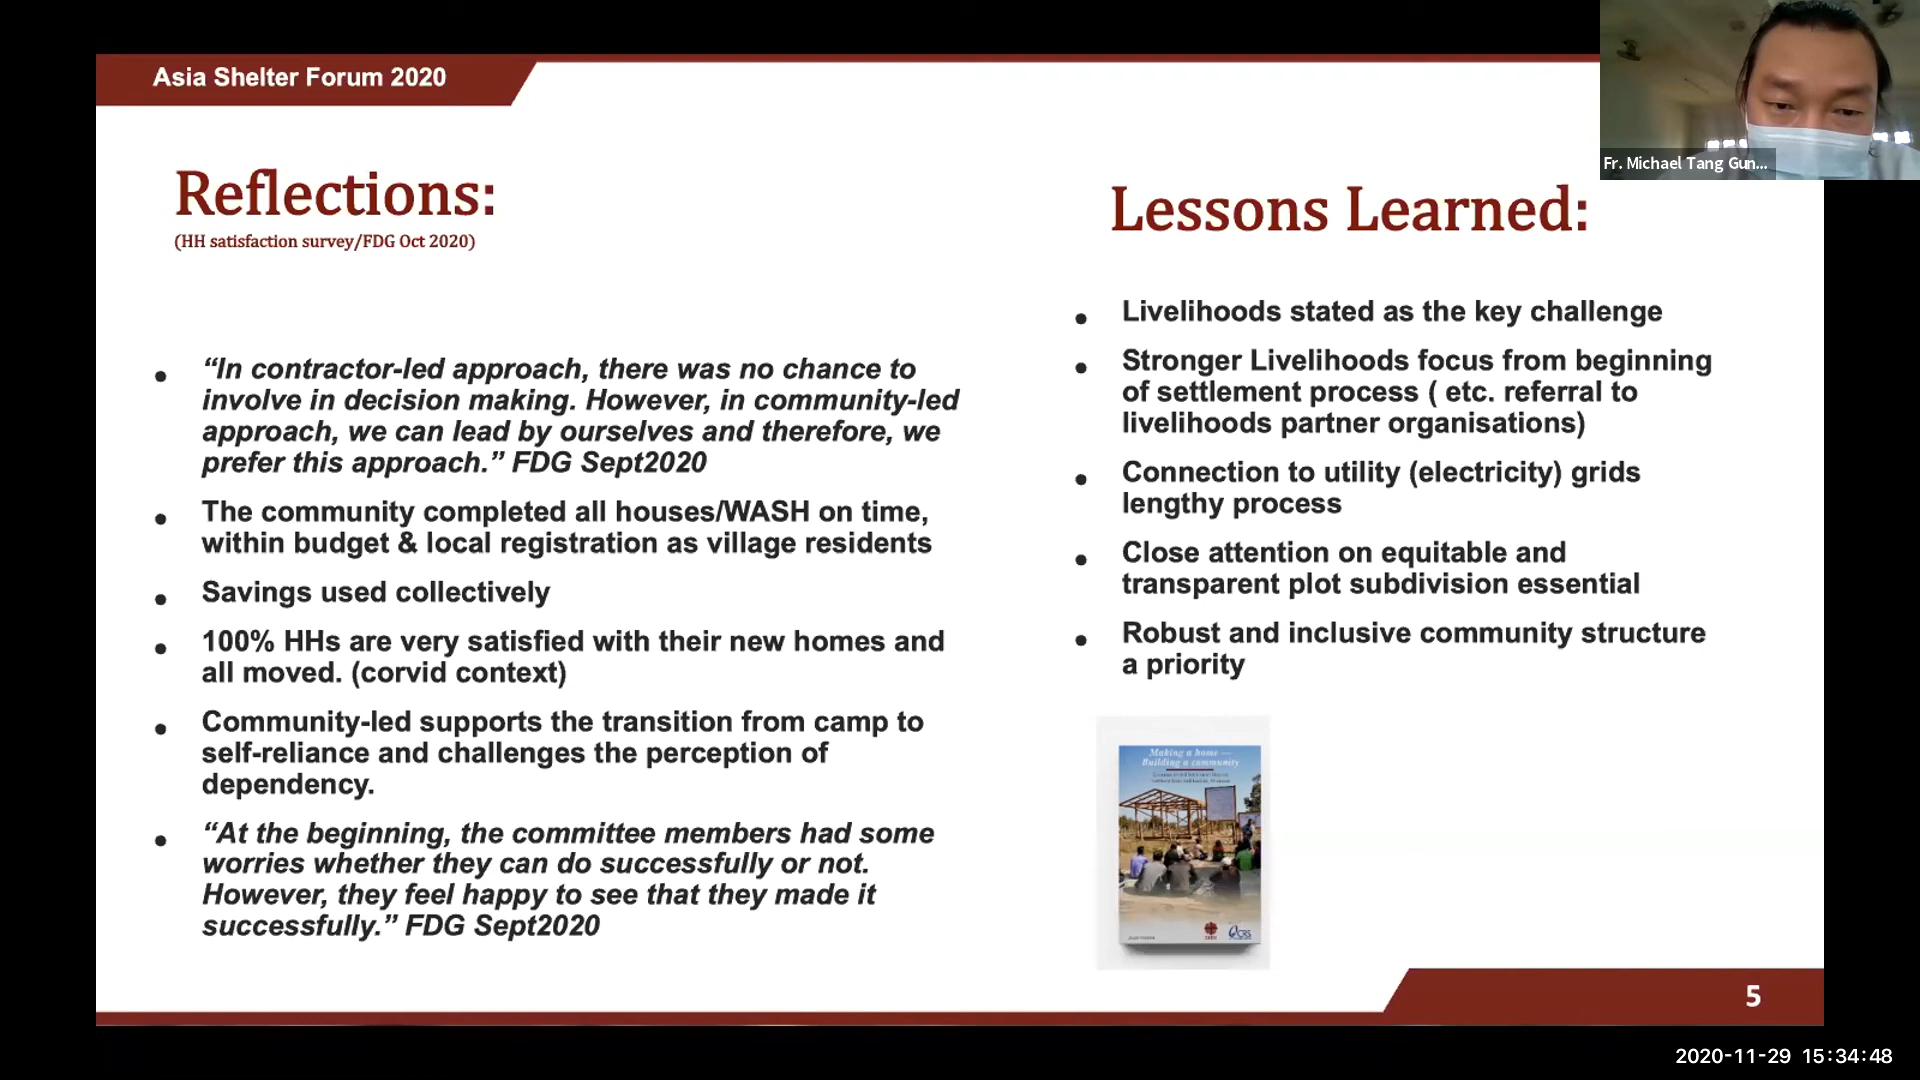 Asia Shelter Forum 2020
Fr. Michael Tang Gun...
Reflections:
(HH satisfaction survey/FDG Oct 2020)
“In contractor-led approach, there was no chance to
involve in decision making. However, in community-led
approach, we can lead by ourselves and therefore, we
prefer this approach.” FDG Sept2020
The community completed all houses/WASH on time,
within budget & local registration as village residents
Savings used collectively
100% HHs are very satisfied with their new homes and
all moved. (corvid context)
Community-led supports the transition from camp to
self-reliance and challenges the perception of
dependency.
“At the beginning, the committee members had some
worries whether they can do successfully or not.
However, they feel happy to see that they made it
successfully.” FDG Sept2020
Lessons Learned:
Livelihoods stated as the key challenge
Stronger Livelihoods focus from beginning
of settlement process ( etc. referral to
livelihoods partner organisations)
Connection to utility (electricity) grids
lengthy process
Close attention on equitable and
transparent plot subdivision essential
Robust and inclusive community structure
a priority
Making a home —
Building a community
CRS
5
2020-11-29 15:34:48